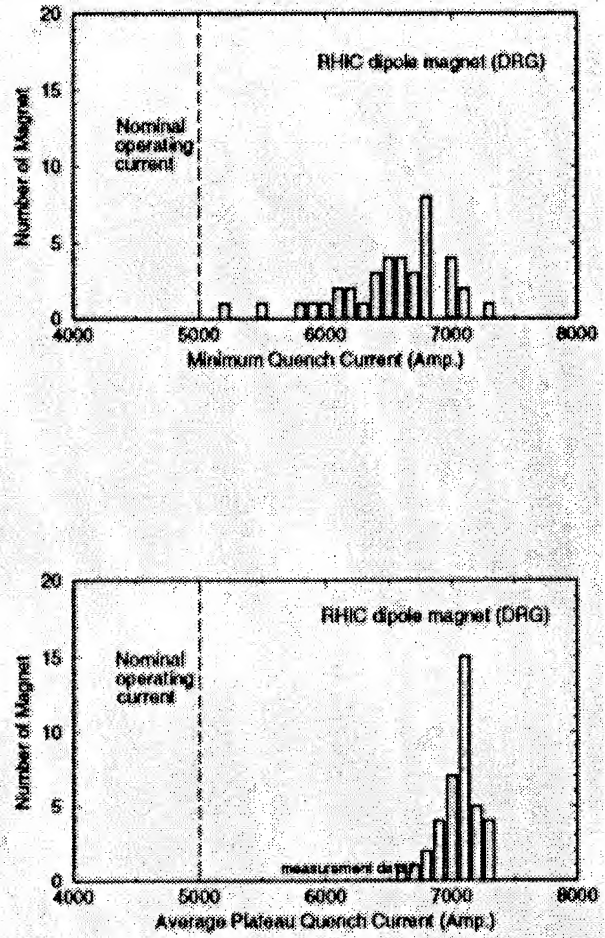 20
RHIC dipole magnet (DRG)
15
Nominal
operating
current
Number of Magnet
10
5
0
4000 5000 6000 7000 8000
Minimum Quench Current (Amp.)
20
RHIC dipole magnet (DRG)
15
Nominal
operating
current
Number of Magnet
10
5
measurement data
0
4000 5000 6000 7000 8000
Average Plateau Quench Current (Amp.)